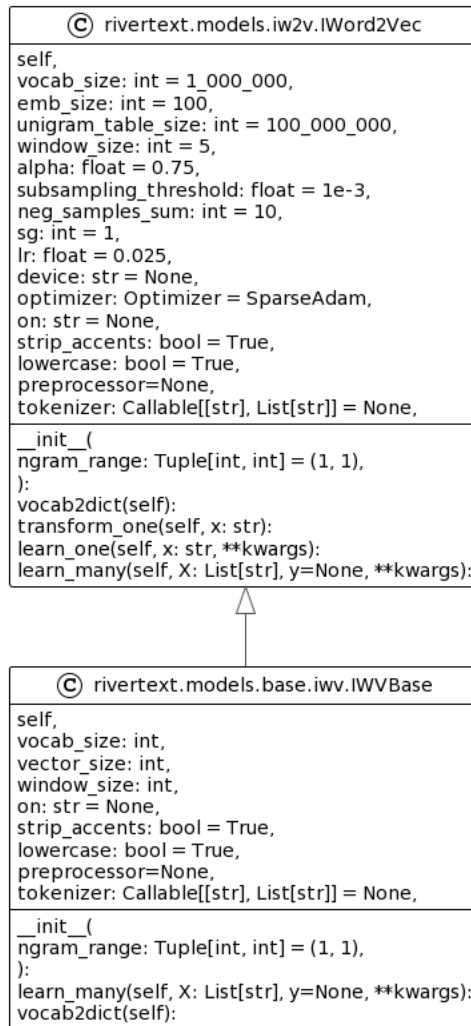 C rivertext.models.iw2v.IWord2Vec
self,
vocab_size: int = 1_000_000,
emb_size: int = 100,
unigram_table_size: int = 100_000_000,
window_size: int = 5,
alpha: float = 0.75,
subsampling_threshold: float = 1e-3,
neg_samples_sum: int = 10,
sg: int = 1,
lr: float = 0.025,
device: str = None,
optimizer: Optimizer = SparseAdam,
on: str = None,
strip_accents: bool = True,
lowercase: bool = True,
preprocessor=None,
tokenizer: Callable[[str], List[str]] = None,
__init__(
ngram_range: Tuple[int, int] = (1, 1),
):
vocab2dict(self):
transform_one(self, x: str):
learn_one(self, x: str, **kwargs):
learn_many(self, X: List[str], y=None, **kwargs):
C rivertext.models.base.iwv.IWVBase
self,
vocab_size: int,
vector_size: int,
window_size: int,
on: str = None,
strip_accents: bool = True,
lowercase: bool = True,
preprocessor=None,
tokenizer: Callable[[str], List[str]] = None,
__init__(
ngram_range: Tuple[int, int] = (1, 1),
):
learn_many(self, X: List[str], y=None, **kwargs):
vocab2dict(self):